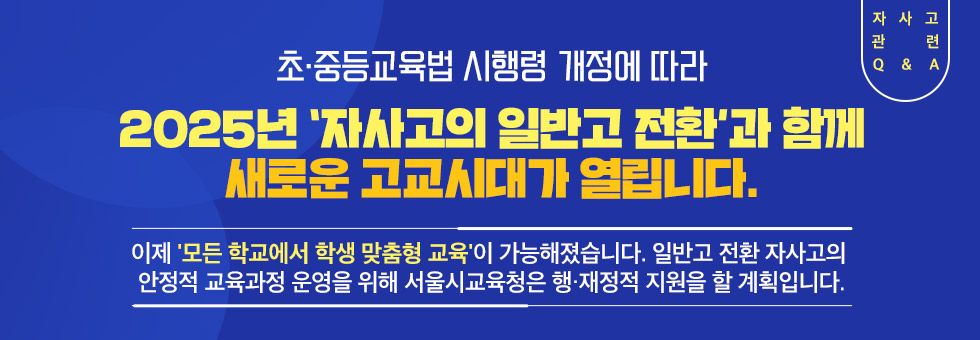 자 사 고
관 련
Q & A
초·중등교육법 시행령 개정에 따라
2025년 '자사고의 일반고 전환'과 함께
새로운 고교시대가 열립니다.
이제 '모든 학교에서 학생 맞춤형 교육'이 가능해졌습니다. 일반고 전환 자사고의
안정적 교육과정 운영을 위해 서울시교육청은 행·재정적 지원을 할 계획입니다.